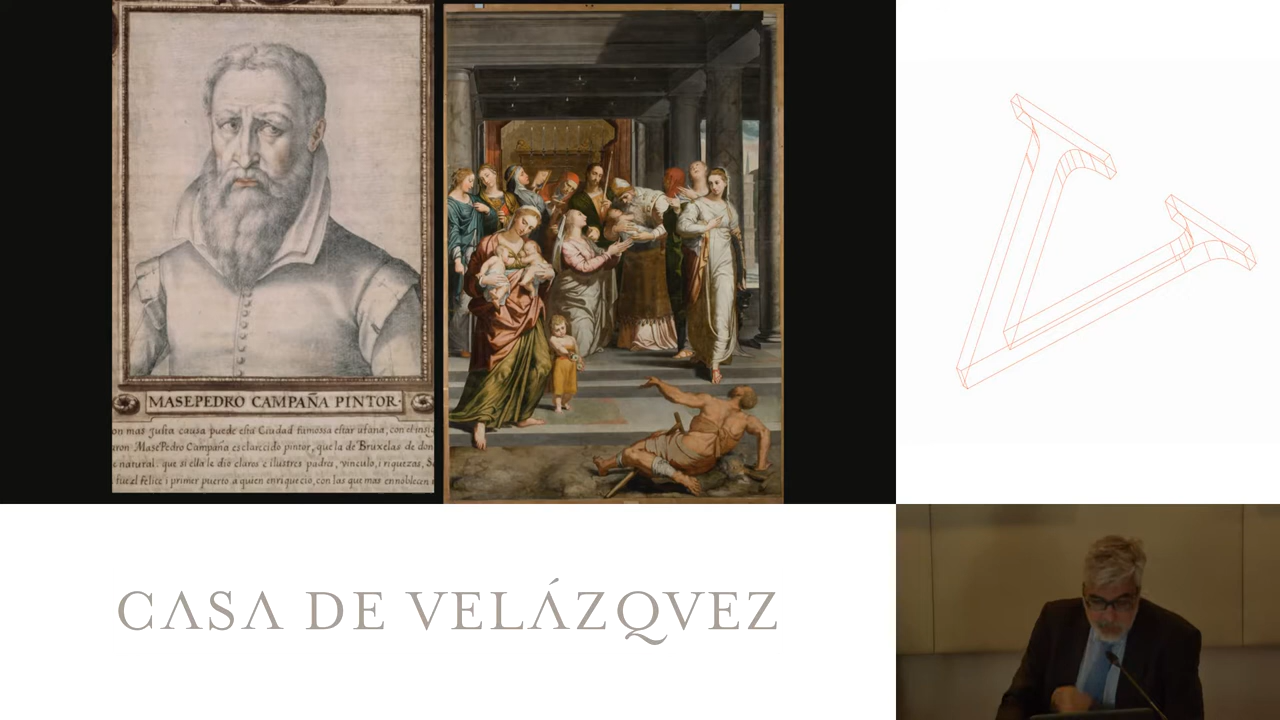 MASEPEDRO CAMPAÑA PINTOR·
on mas justa causa puede esta Ciudad famossa estar ufana, con el insig
uron MasePedro Campaña esclarecido pintor, que la de Bruxelas de don
e natural. que si ella le dio claros e illustres padres, vinculo, i riquezas, S
fue el felice i primer puerto, a quien enriquecio, con las que mas ennoblecen
CASA DE VELÁZQVEZ